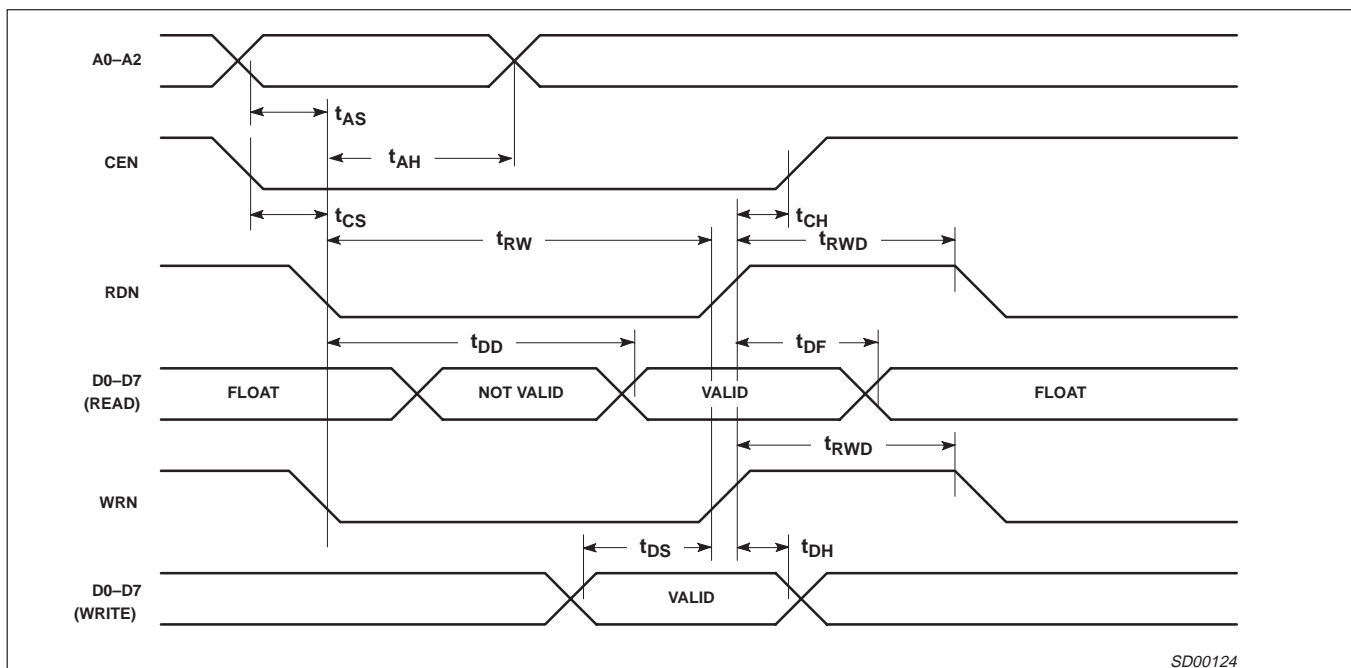 A0–A2
tAS
CEN
tAH
tCS
tCH
tRW
tRWD
RDN
tDD
tDF
D0–D7
(READ)
FLOAT
NOT VALID
VALID
FLOAT
tRWD
WRN
tDS
tDH
D0–D7
(WRITE)
VALID
SD00124